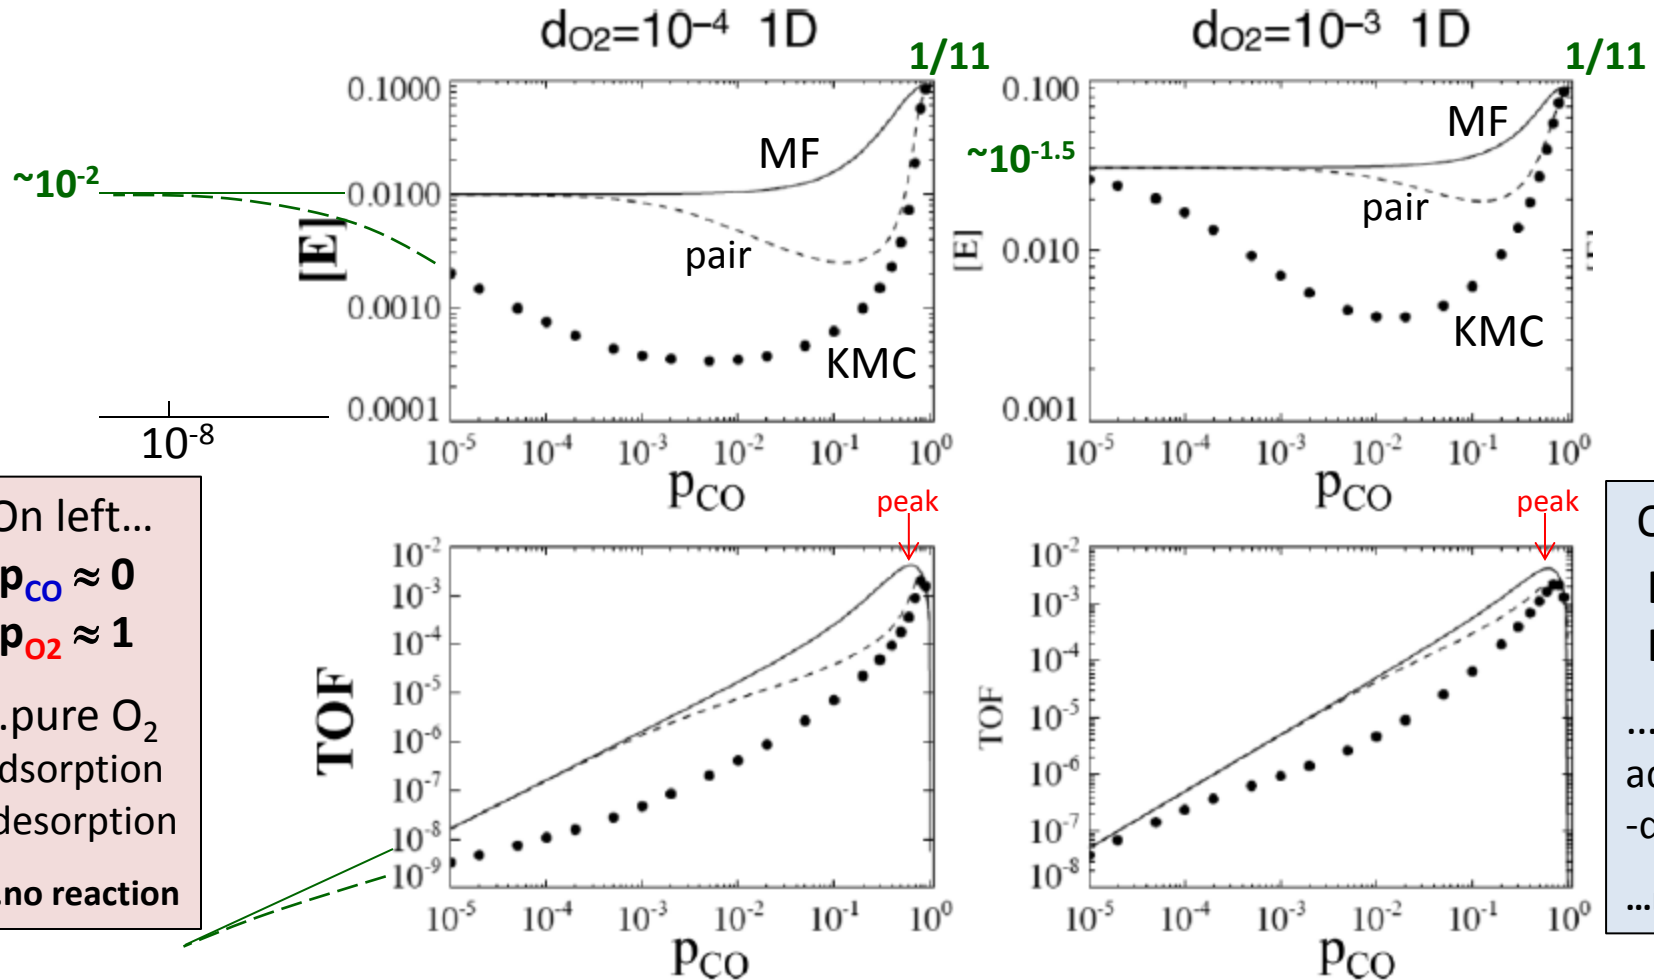 dO2=10–4 1D
dO2=10–3 1D
1/11
1/11
0.1000
0.0100
0.0010
0.0001
[E]
MF
pair
KMC
~10-2
10-8
10-5 10-4 10-3 10-2 10-1 100
pCO
0.100
0.010
0.001
[E]
~10-1.5
MF
pair
KMC
10-5 10-4 10-3 10-2 10-1 100
pCO
On left...
pCO ≈ 0
pO2 ≈ 1
..pure O2
dsorption
desorption
.no reaction
peak
10-2
10-3
10-4
10-5
10-6
10-7
10-8
10-9
TOF
10-5 10-4 10-3 10-2 10-1 100
pCO
peak
10-2
10-3
10-4
10-5
10-6
10-7
10-8
TOF
10-5 10-4 10-3 10-2 10-1 100
pCO
...
-c
...